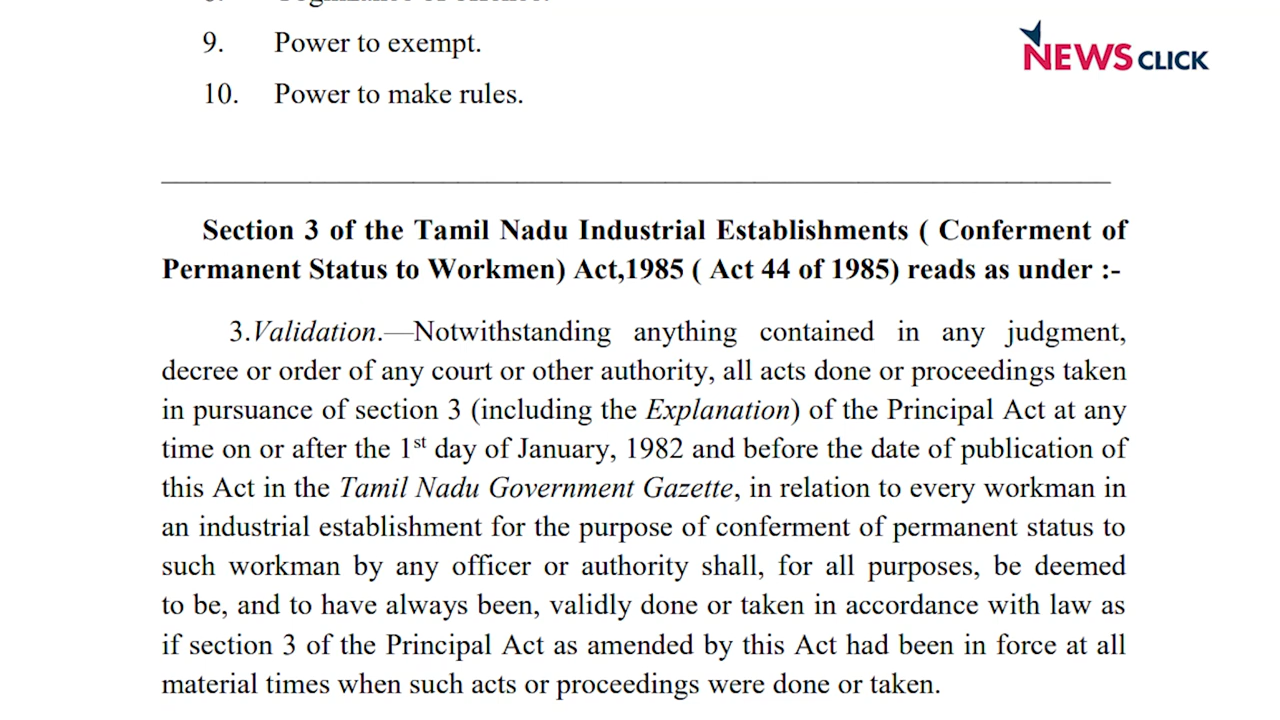 9. Power to exempt.
NEWS CLICK
10. Power to make rules.
Section 3 of the Tamil Nadu Industrial Establishments ( Conferment of
Permanent Status to Workmen) Act,1985 ( Act 44 of 1985) reads as under :-
3.Validation.—Notwithstanding anything contained in any judgment,
decree or order of any court or other authority, all acts done or proceedings taken
in pursuance of section 3 (including the Explanation) of the Principal Act at any
time on or after the 1st day of January, 1982 and before the date of publication of
this Act in the Tamil Nadu Government Gazette, in relation to every workman in
an industrial establishment for the purpose of conferment of permanent status to
such workman by any officer or authority shall, for all purposes, be deemed
to be, and to have always been, validly done or taken in accordance with law as
if section 3 of the Principal Act as amended by this Act had been in force at all
material times when such acts or proceedings were done or taken.